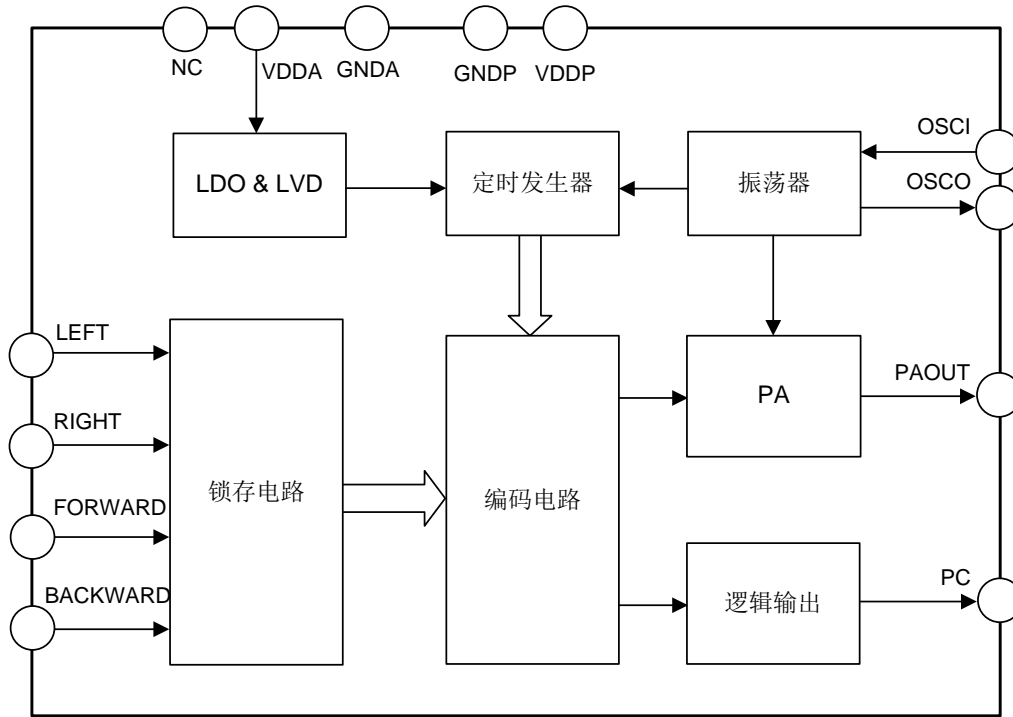 NC
VDDA
GNDA
GNDP
VDDP
OSCI
LDO & LVD
定时发生器
振荡器
OSCO
LEFT
PA
PAOUT
RIGHT
锁存电路
编码电路
FORWARD
BACKWARD
逻辑输出
PC